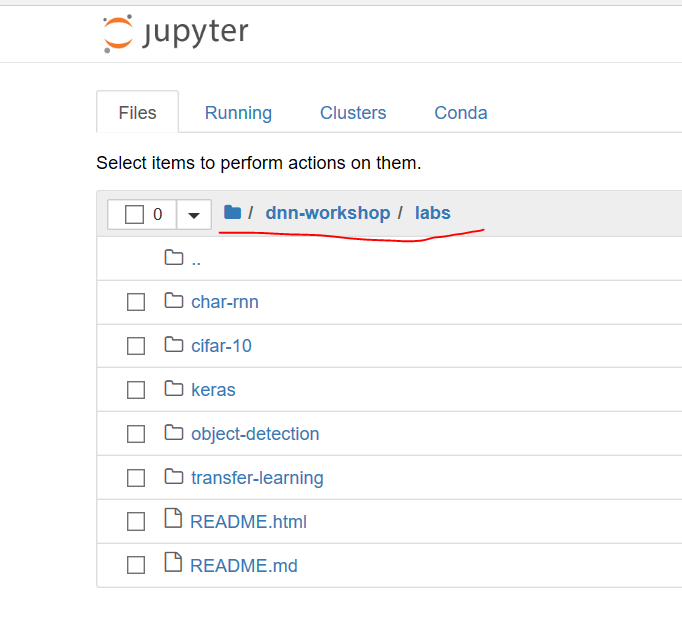 jupyter
Files Running Clusters Conda
Select items to perform actions on them.
0 / dnn-workshop / labs
..
char-rnn
cifar-10
keras
object-detection
transfer-learning
README.html
README.md